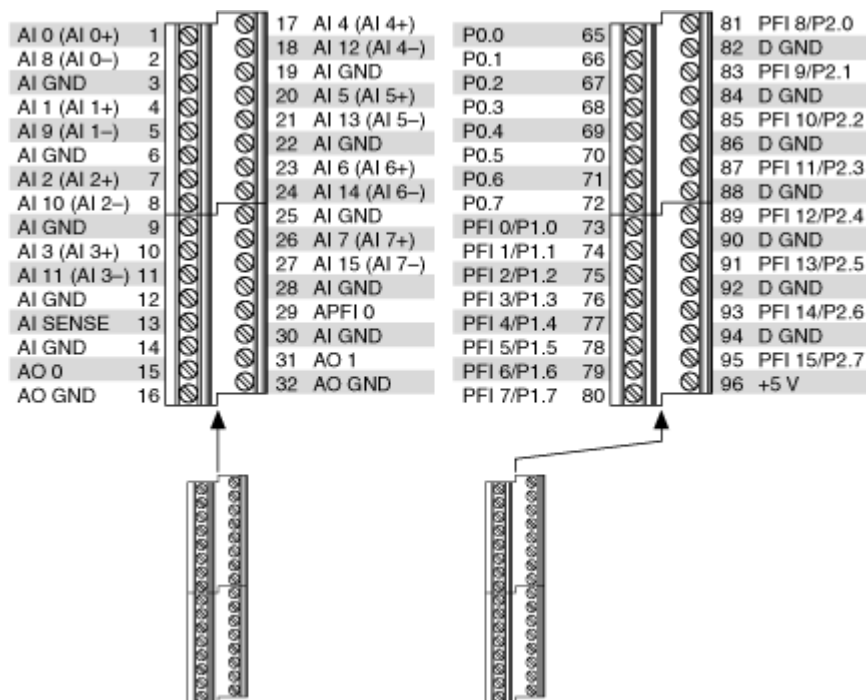 AI 0 (AI 0+) 1
AI 8 (AI 0–) 2
AI GND 3
AI 1 (AI 1+) 4
AI 9 (AI 1–) 5
AI GND 6
AI 2 (AI 2+) 7
AI 10 (AI 2–) 8
AI GND 9
AI 3 (AI 3+) 10
AI 11 (AI 3–) 11
AI GND 12
AI SENSE 13
AI GND 14
AO 0 15
AO GND 16
17 AI 4 (AI 4+)
18 AI 12 (AI 4–)
19 AI GND
20 AI 5 (AI 5+)
21 AI 13 (AI 5–)
22 AI GND
23 AI 6 (AI 6+)
24 AI 14 (AI 6–)
25 AI GND
26 AI 7 (AI 7+)
27 AI 15 (AI 7–)
28 AI GND
29 APFI 0
30 AI GND
31 AO 1
32 AO GND
P0.0 65
P0.1 66
P0.2 67
P0.3 68
P0.4 69
P0.5 70
P0.6 71
P0.7 72
PFI 0/P1.0 73
PFI 1/P1.1 74
PFI 2/P1.2 75
PFI 3/P1.3 76
PFI 4/P1.4 77
PFI 5/P1.5 78
PFI 6/P1.6 79
PFI 7/P1.7 80
81 PFI 8/P2.0
82 D GND
83 PFI 9/P2.1
84 D GND
85 PFI 10/P2.2
86 D GND
87 PFI 11/P2.3
88 D GND
89 PFI 12/P2.4
90 D GND
91 PFI 13/P2.5
92 D GND
93 PFI 14/P2.6
94 D GND
95 PFI 15/P2.7
96 +5 V